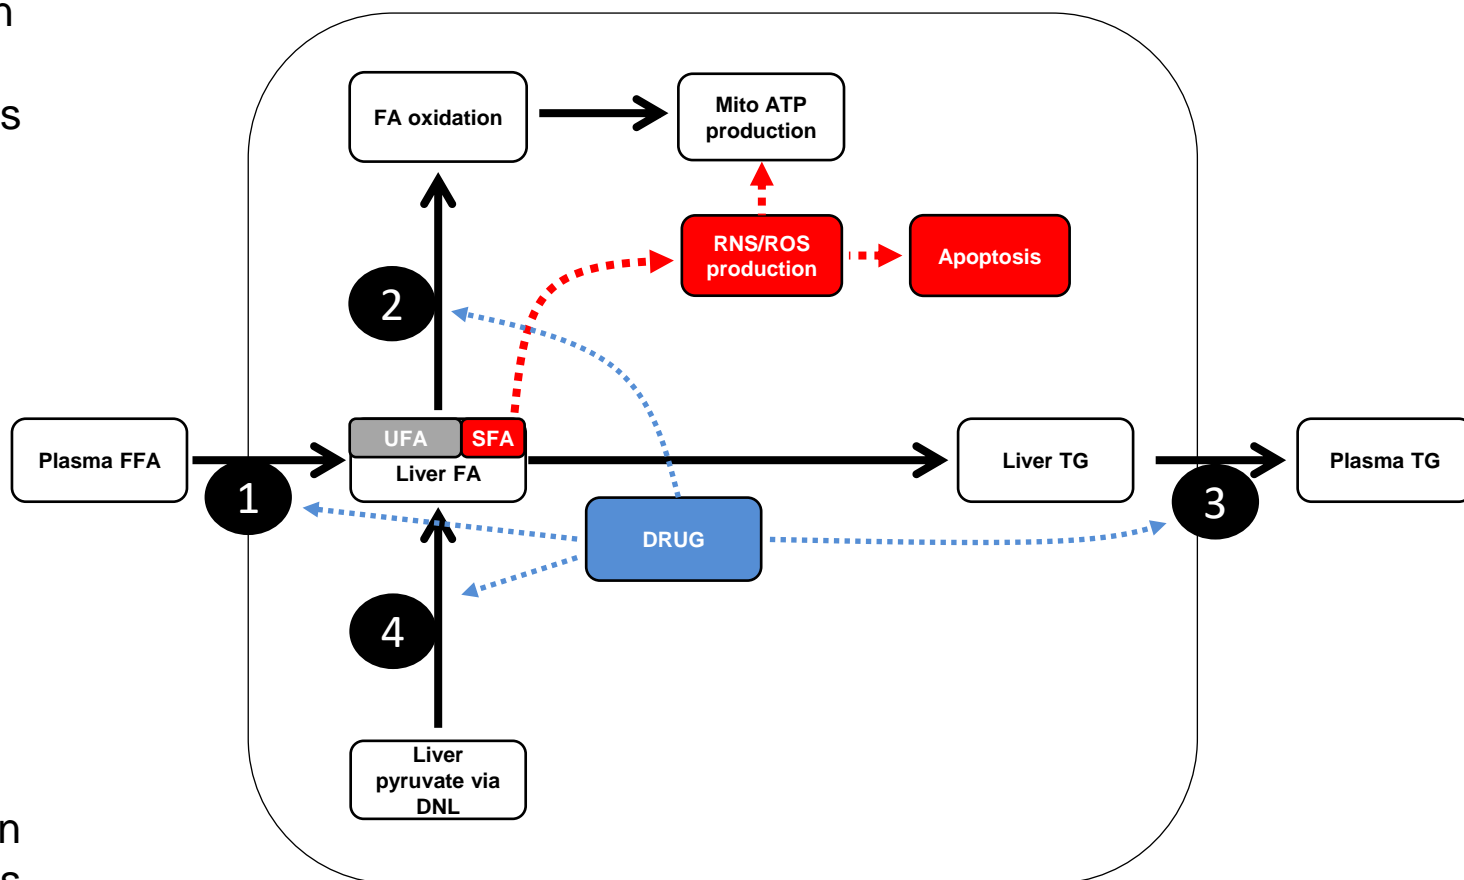 n
s
FA oxidation
Mito ATP
production
RNS/ROS
production
Apoptosis
2
UFA
SFA
Plasma FFA
Liver FA
Liver TG
Plasma TG
1
3
DRUG
4
Liver
pyruvate via
DNL
n
s